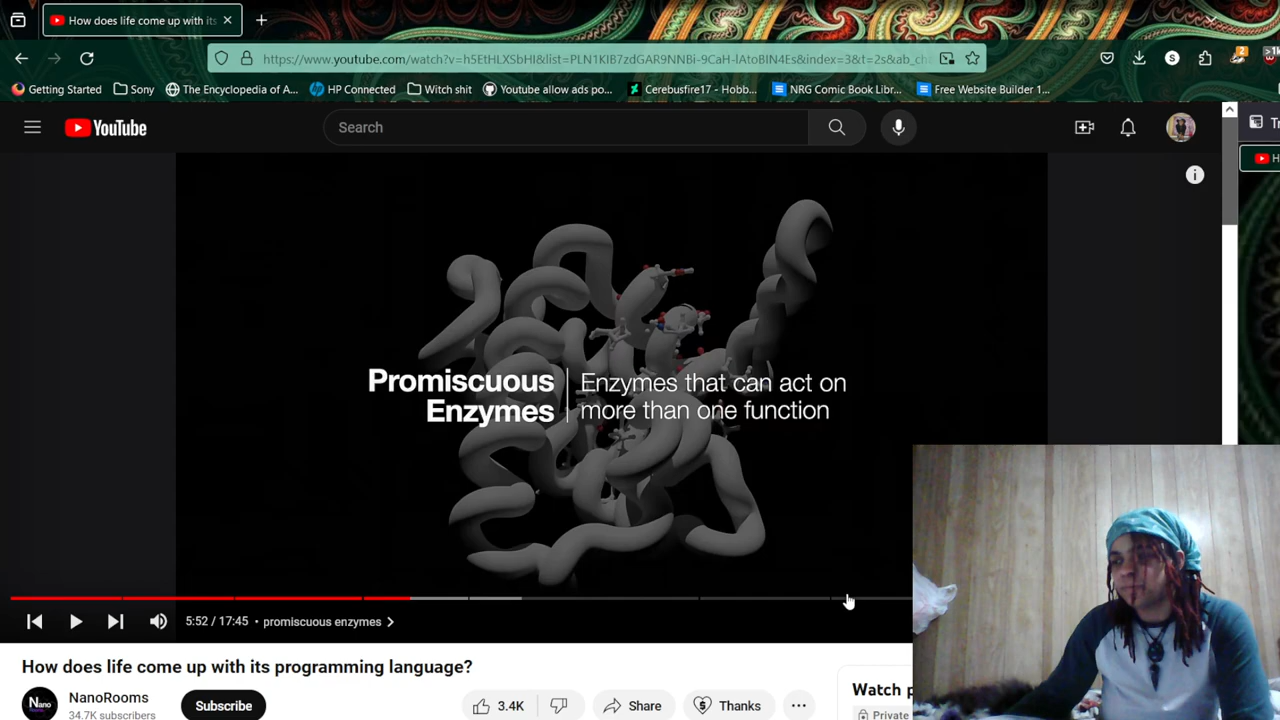 How does life come up with its
https://www.youtube.com/watch?v=h5EtHLXSbHI&list=PLN1KIB7zdGAR9NNBi-9CaH-lAtoBIN4Es&index=3&t=2s&ab_ch
S
2
>1k
Getting Started
Sony
The Encyclopedia of A...
HP Connected
Witch shit
Youtube allow ads po...
Cerebusfire17 - Hobb...
NRG Comic Book Libr...
Free Website Builder 1...
YouTube
Search
Promiscuous
Enzymes
Enzymes that can act on
more than one function
5:52 / 17:45 • promiscuous enzymes
How does life come up with its programming language?
Nano
NanoRooms
34.7K subscribers
Subscribe
3.4K
Share
Thanks
Watch
Private